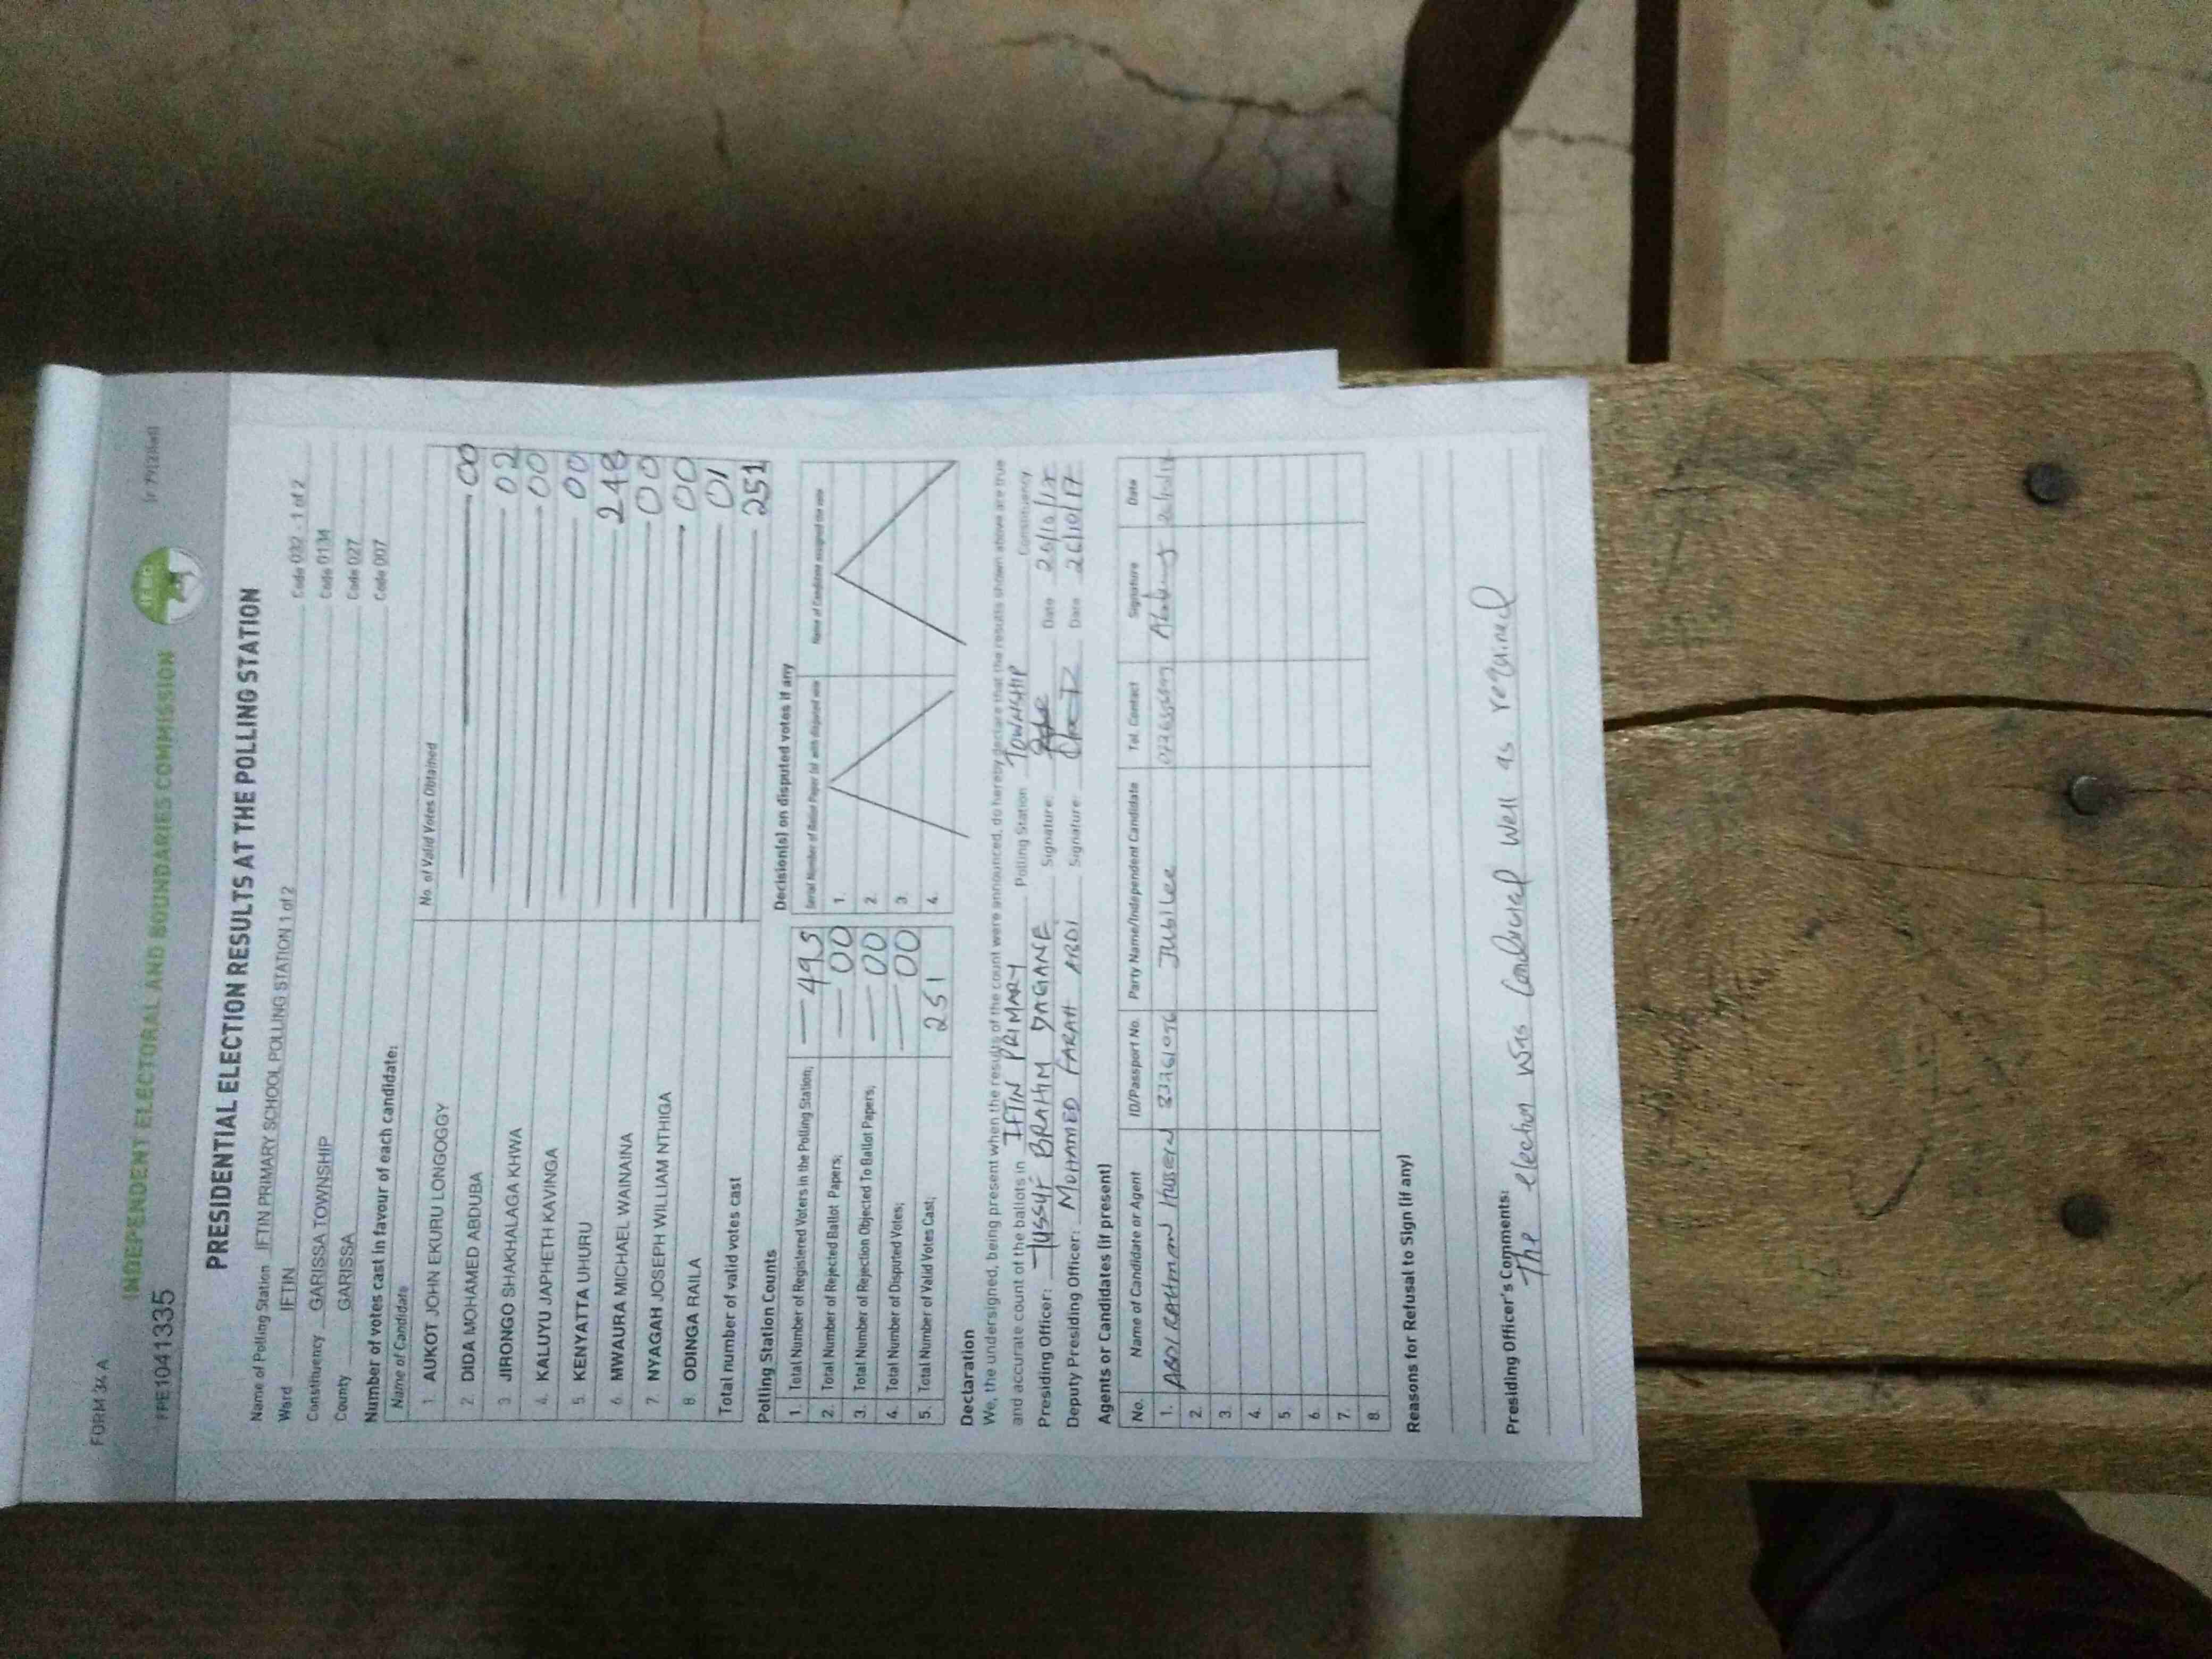 FORM 34 A
INDEPENDENT ELECTORAL AND BOUNDARIES COMMISSION
IEBC
PRE1041335
PRESIDENTIAL ELECTION RESULTS AT THE POLLING STATION
Name of Polling Station IFTIN PRIMARY SCHOOL POLLING STATION 1 of 2 Code 032 - 1 of 2
Ward IFTIN Code 0134
Constituency GARISSA TOWNSHIP Code 027
County GARISSA Code 007
Number of votes cast in favour of each candidate:
Name of Candidate No. of Valid Votes Obtained
1. AUKOT JOHN EKURU LONGOGGY 00
2. DIDA MOHAMED ABDUBA 02
3. JIRONGO SHAKHALAGA KHWA 00
4. KALUYU JAPHETH KAVINGA 00
5. KENYATTA UHURU 248
6. MWAURA MICHAEL WAINAINA 00
7. NYAGAH JOSEPH WILLIAM NTHIGA 00
8. ODINGA RAILA 01
Total number of valid votes cast 251
Polling Station Counts
1. Total Number of Registered Voters in the Polling Station; 495
2. Total Number of Rejected Ballot Papers; 00
3. Total Number of Rejection Objected To Ballot Papers; 00
4. Total Number of Disputed Votes; 00
5. Total Number of Valid Votes Cast; 251
Decision(s) on disputed votes if any
Serial Number of Ballot Paper (s) with disputed vote Name of Candidate assigned the vote
1.
2.
3.
4.
Declaration
We, the undersigned, being present when the results of the count were announced, do hereby declare that the results shown above are true
and accurate count of the ballots in IFTIN PRIMARY Polling Station TOWNSHIP Constituency
Presiding Officer: YUSSUF BRAHIM DAGANE Signature: Date 26/10/17
Deputy Presiding Officer: MOHAMED FARAH ABDI Signature: Date 26/10/17
Agents or Candidates (if present)
No. Name of Candidate or Agent ID/Passport No. Party Name/Independent Candidate Tel. Contact Signature Date
1. ABDIRAHMAN Hussein Jubilee
2.
3.
4.
5.
6.
7.
8.
Reasons for Refusal to Sign (if any)
Presiding Officer's Comments:
The election was Conducted well as required